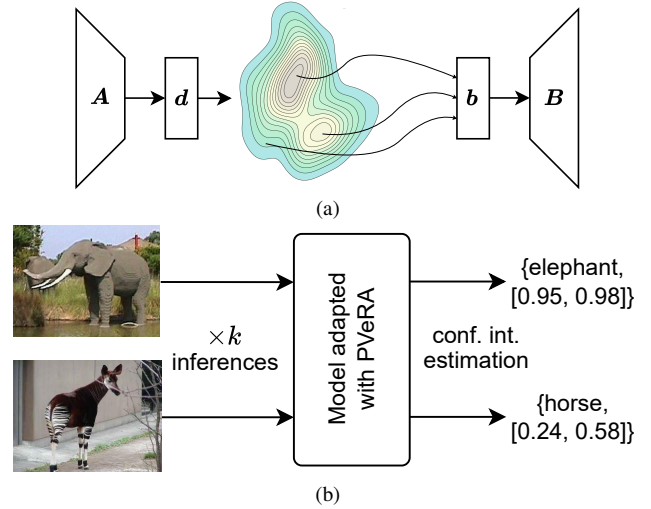 A
d
b
B
(a)
×k
inferences
Model adapted
with PVeRA
conf. int.
estimation
{elephant,
[0.95, 0.98]}
{horse,
[0.24, 0.58]}
(b)